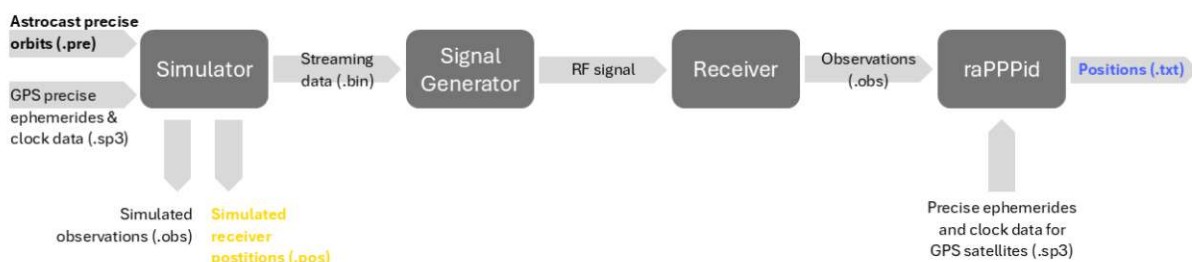 Astrocast precise
orbits (.pre)
GPS precise
ephemerides &
clock data (.sp3)
Simulator
Streaming
data (.bin)
Signal
Generator
RF signal
Receiver
Observations
(.obs)
raPPPid
Positions (.txt)
Simulated
observations (.obs)
Simulated
receiver
postitions (.pos)
Precise ephemerides
and clock data for
GPS satellites (.sp3)